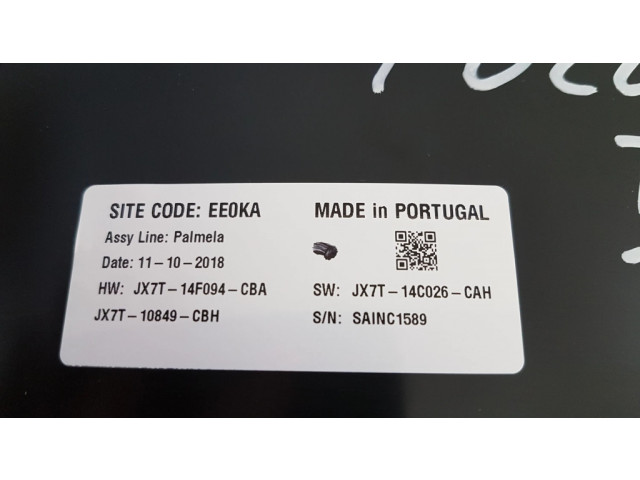 SITE CODE: EE0KA MADE in PORTUGAL
Assy Line: Palmela
Date: 11-10-2018
HW: JX7T-14F094-CBA SW: JX7T-14C026-CAH
JX7T-10849-CBH S/N: SAINC1589